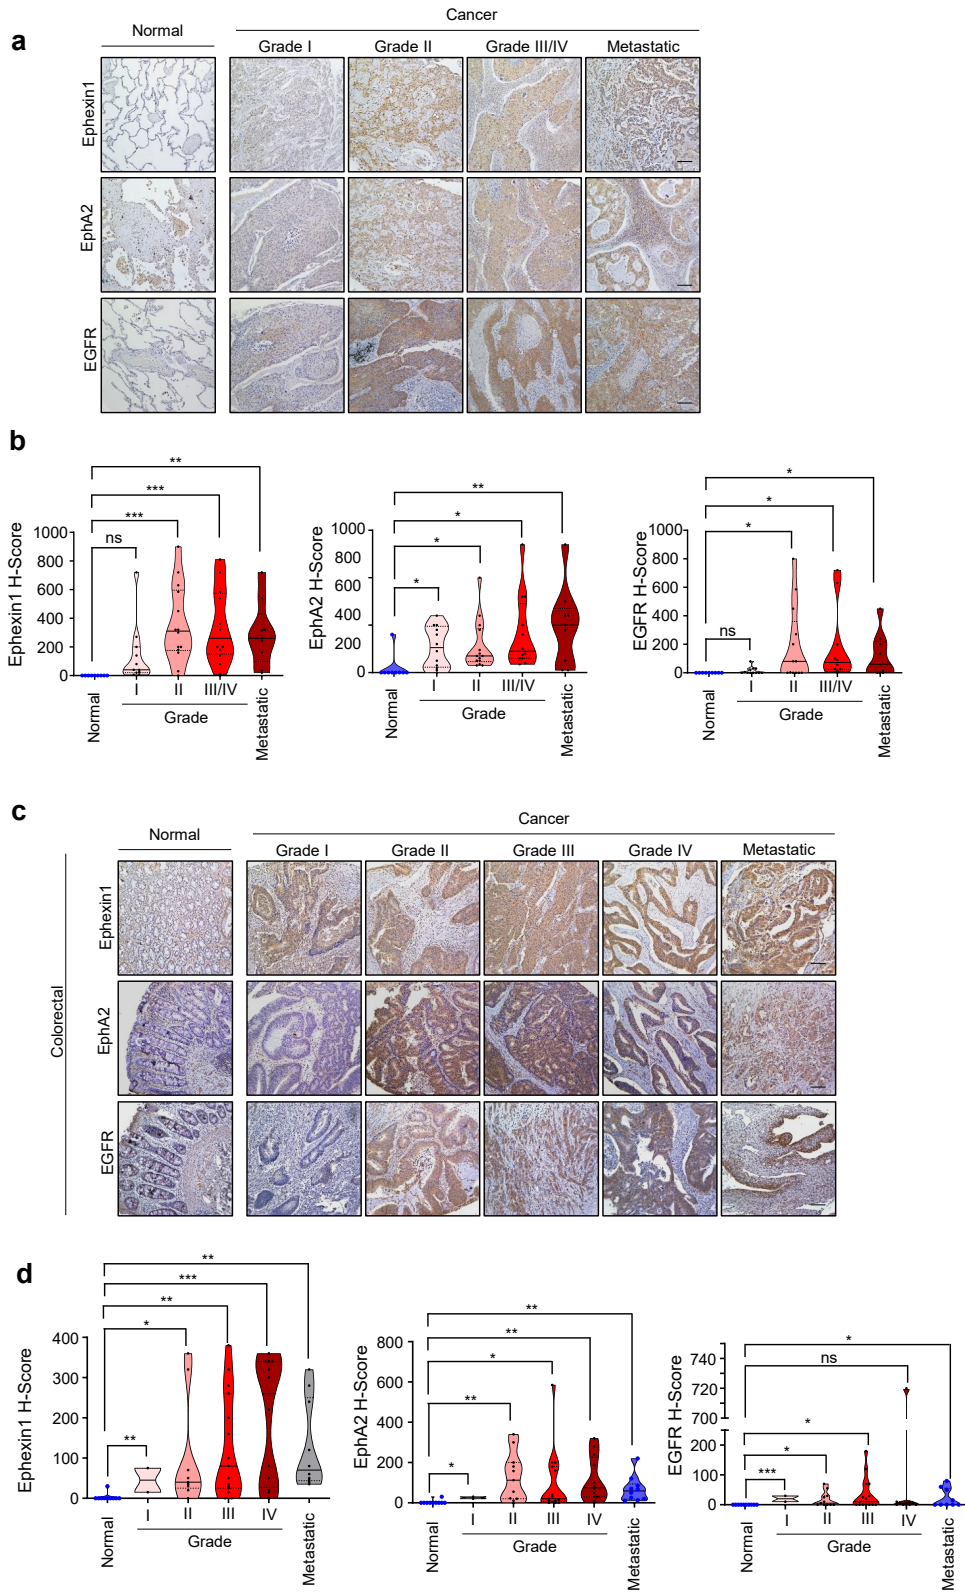 a
Normal
Cancer
Grade I
Grade II
Grade III/IV
Metastatic
Ephexin1
EphA2
EGFR
b
Ephexin1 H-Score
1000
800
600
400
200
0
ns
***
***
**
Normal
I
II
III/IV
Metastatic
Grade
EphA2 H-Score
1000
800
600
400
200
0
*
*
*
**
Normal
I
II
III/IV
Metastatic
Grade
EGFR H-Score
1000
800
600
400
200
0
ns
*
*
*
Normal
I
II
III/IV
Metastatic
Grade
c
Normal
Cancer
Grade I
Grade II
Grade III
Grade IV
Metastatic
Colorectal
Ephexin1
EphA2
EGFR
d
Ephexin1 H-Score
400
300
200
100
0
**
*
**
***
**
Normal
I
II
III
IV
Metastatic
Grade
EphA2 H-Score
800
600
400
200
0
*
**
*
**
**
Normal
I
II
III
IV
Metastatic
Grade
EGFR H-Score
740
720
700
200
100
0
***
*
*
ns
*
Normal
I
II
III
IV
Metastatic
Grade